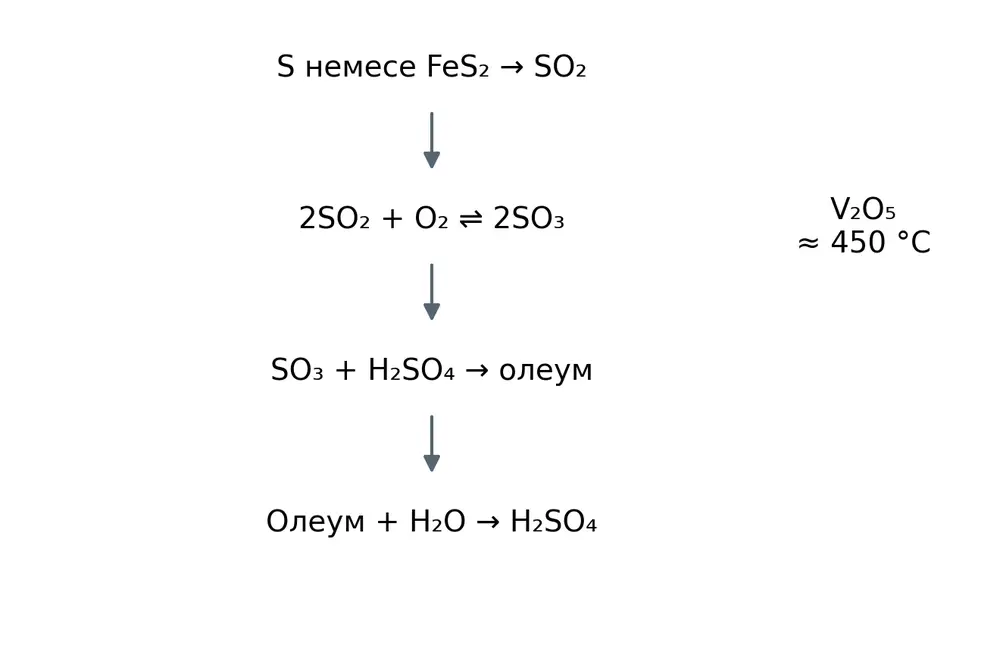 S немесе FeS₂ → SO₂
2SO₂ + O₂ ⇌ 2SO₃
V₂O₅
≈ 450 °C
SO₃ + H₂SO₄ → олеум
Олеум + H₂O → H₂SO₄